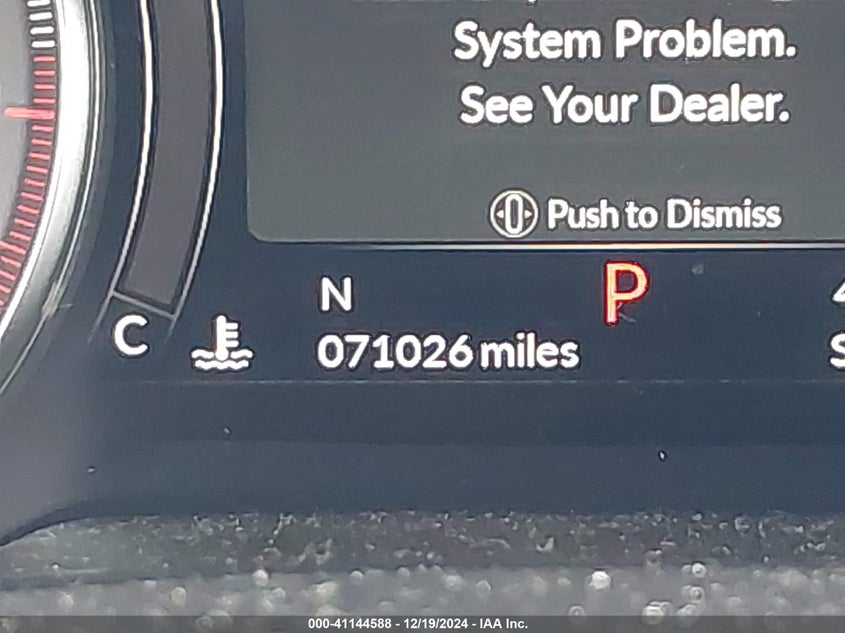 System Problem.
See Your Dealer.
Push to Dismiss
N
P
C
071026 miles
000-41144588 - 12/19/2024 - IAA Inc.